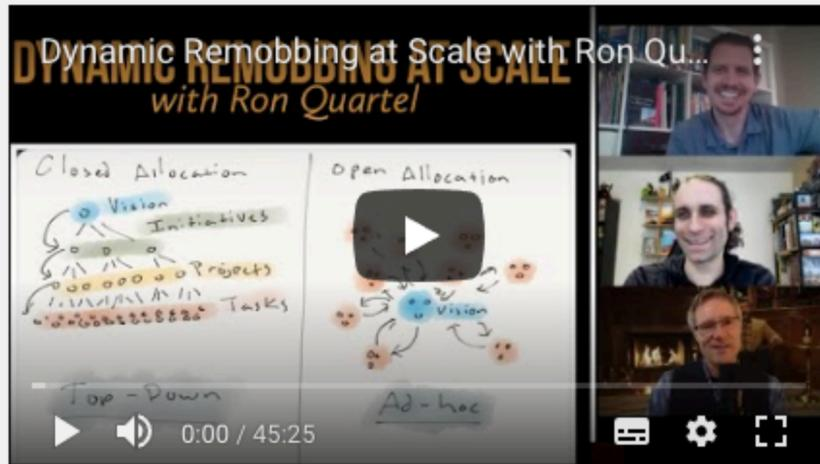 Dynamic Remobbing at Scale with Ron Qu...
DYNAMIC REMOBBING AT SCALE
with Ron Quartel
Closed Allocation
Open Allocation
Vision
Initiatives
Projects
Tasks
Vision
Top-Down
Ad-hoc
0:00 / 45:25